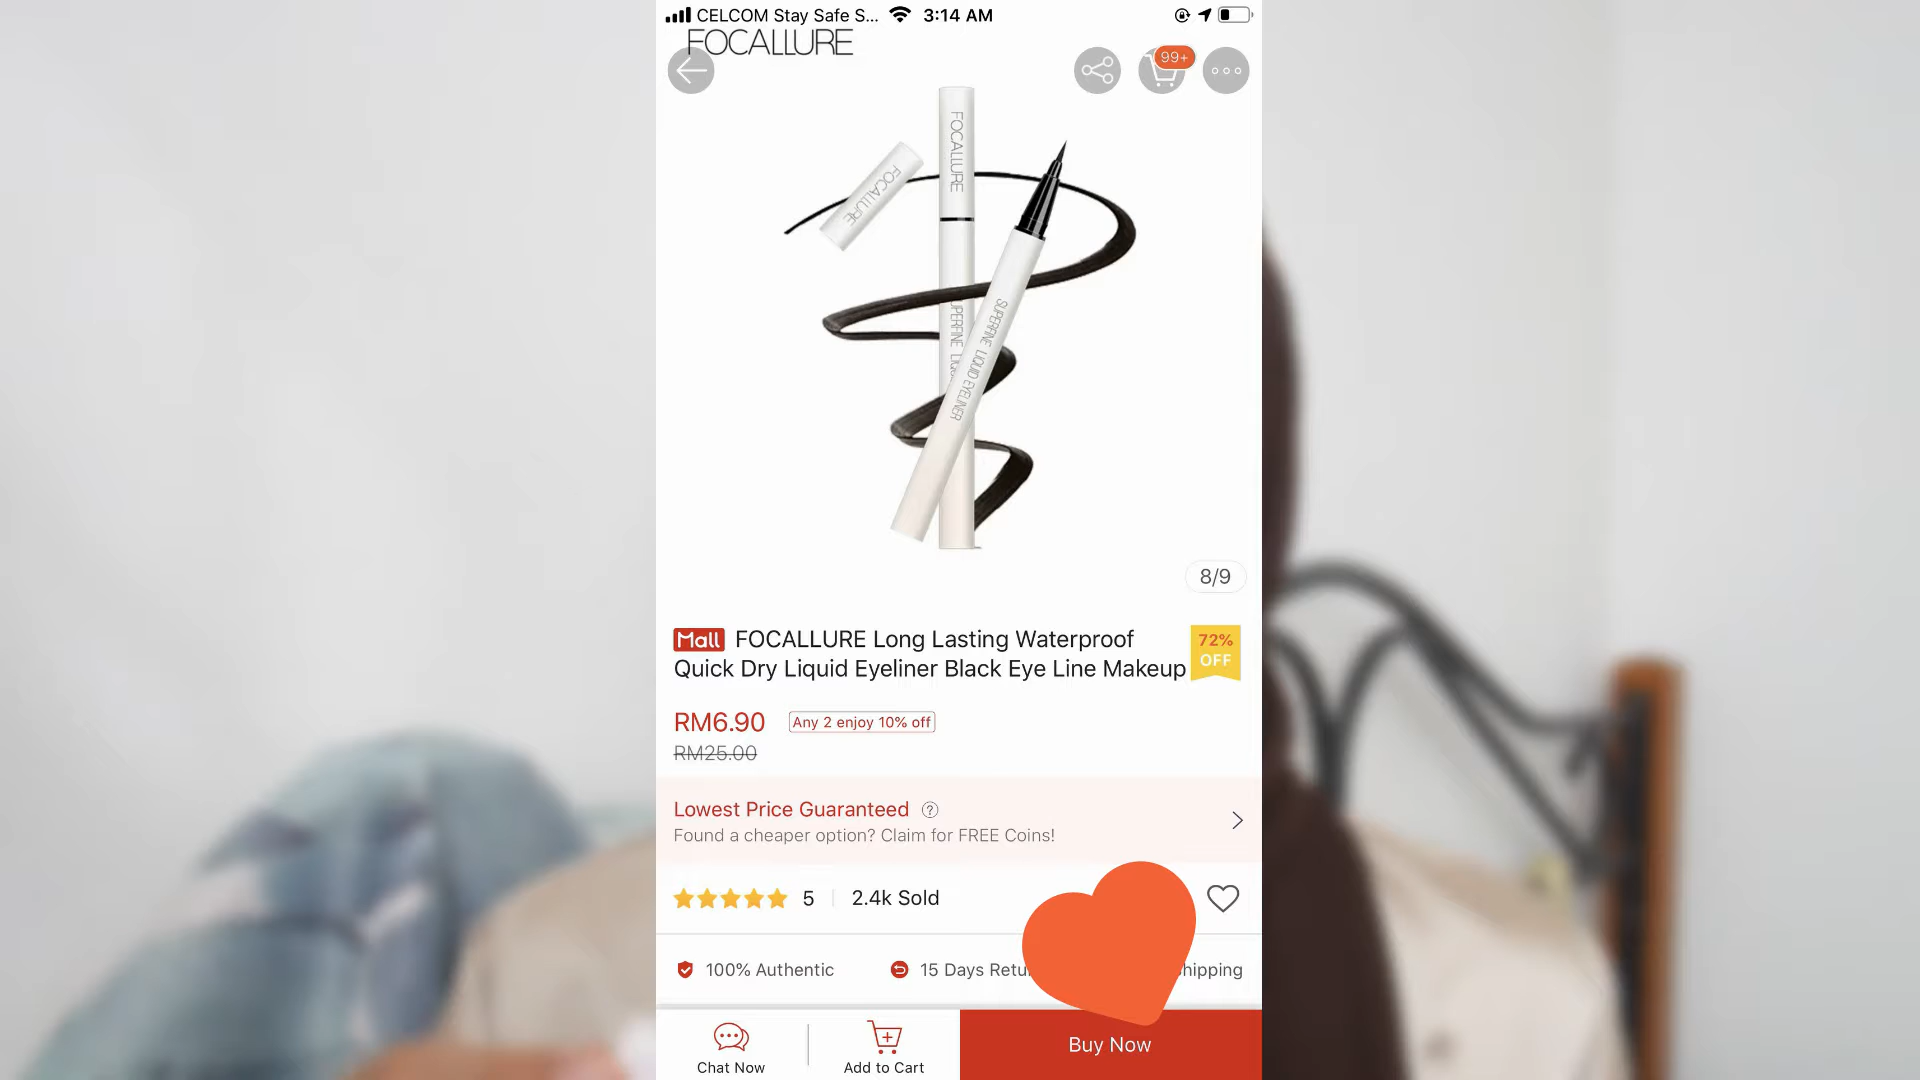 CELCOM Stay Safe S... 3:14 AM
FOCALLURE
99+
FOCALLURE
FOCALLURE
SUPERFINE LIQUID EYELINER
8/9
Mall FOCALLURE Long Lasting Waterproof
Quick Dry Liquid Eyeliner Black Eye Line Makeup
72%
OFF
RM6.90 Any 2 enjoy 10% off
RM25.00
Lowest Price Guaranteed ?
Found a cheaper option? Claim for FREE Coins!
5 2.4k Sold
100% Authentic 15 Days
Chat Now Add to Cart Buy Now